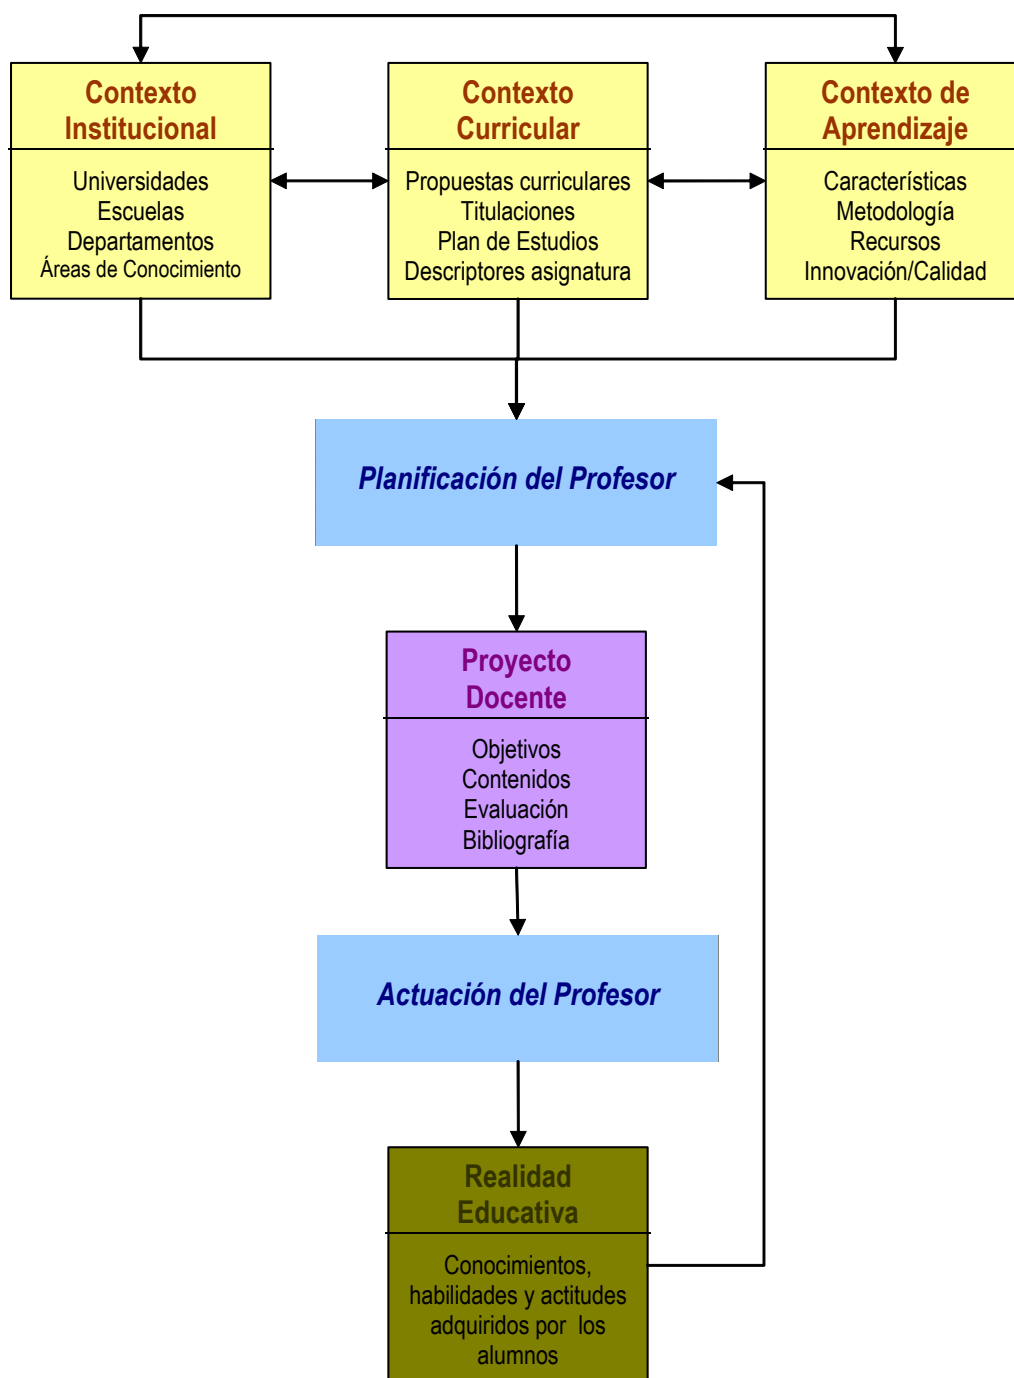 Contexto
Institucional
Universidades
Escuelas
Departamentos
Áreas de Conocimiento
Contexto
Curricular
Propuestas curriculares
Titulaciones
Plan de Estudios
Descriptores asignatura
Contexto de
Aprendizaje
Características
Metodología
Recursos
Innovación/Calidad
Planificación del Profesor
Proyecto
Docente
Objetivos
Contenidos
Evaluación
Bibliografía
Actuación del Profesor
Realidad
Educativa
Conocimientos,
habilidades y actitudes
adquiridos por los
alumnos